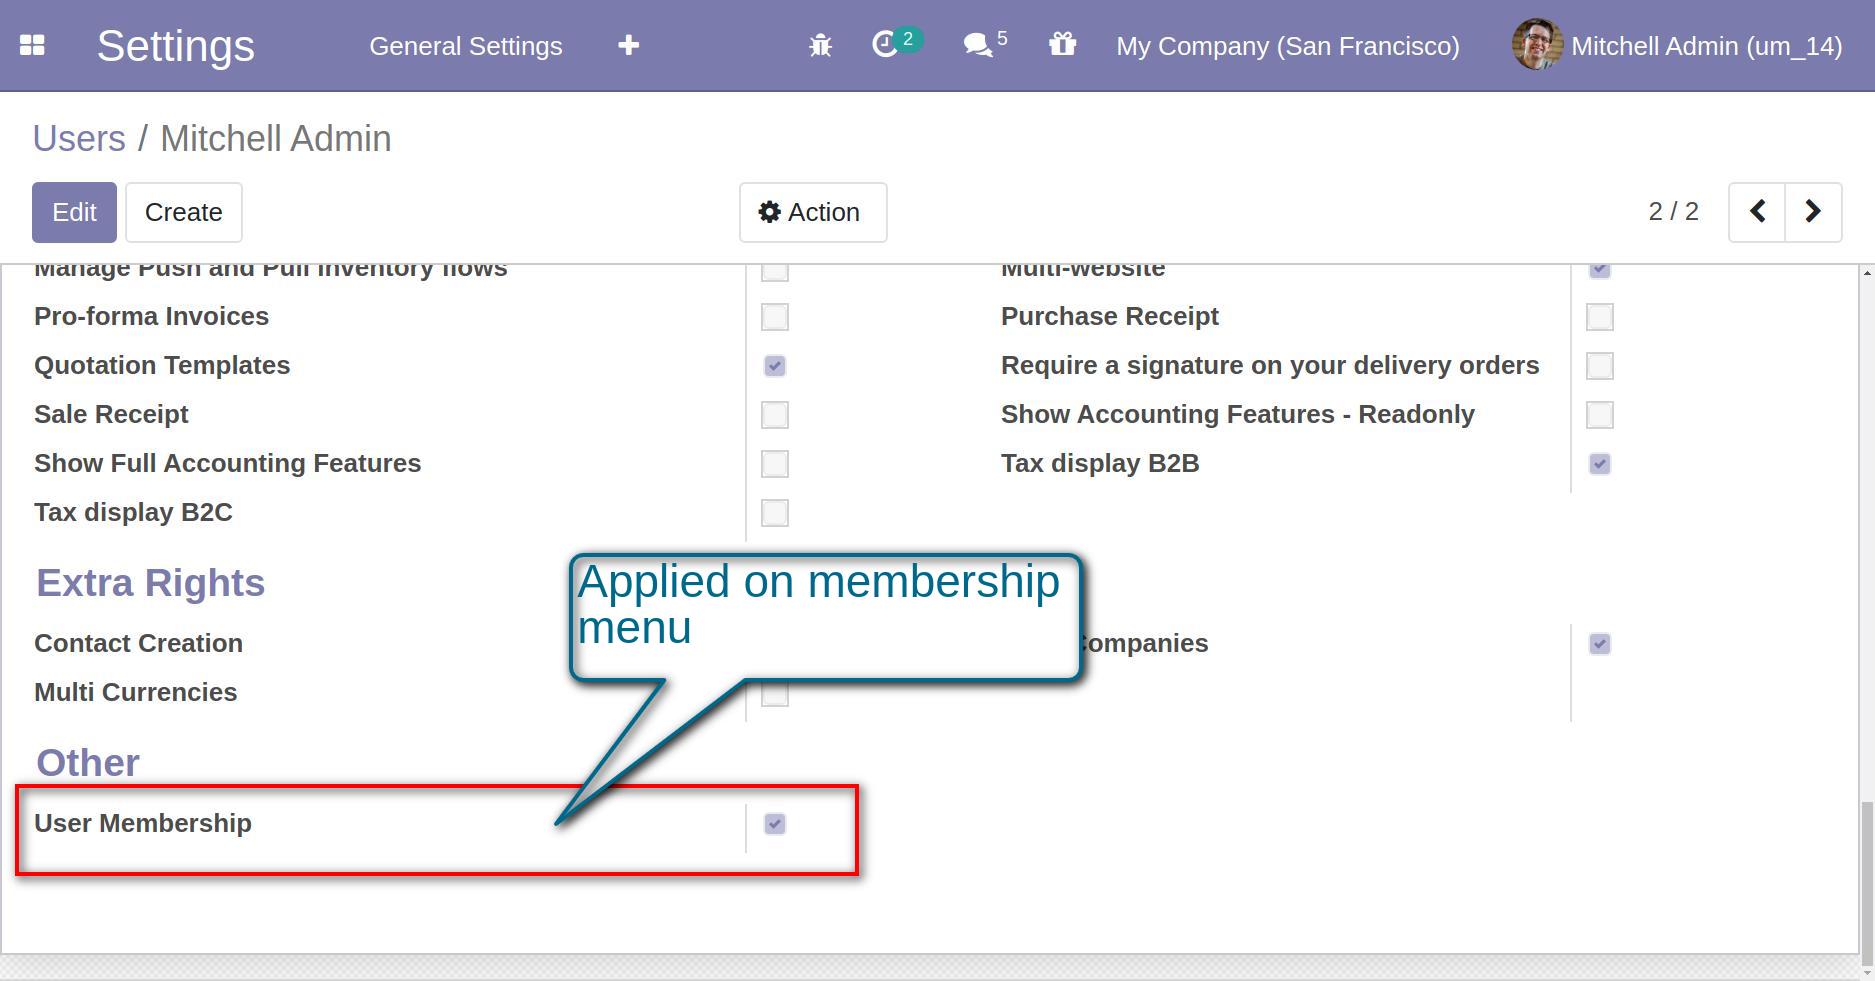 Settings General Settings 2 5 My Company (San Francisco) Mitchell Admin (um_14)
Users / Mitchell Admin
Edit Create Action 2 / 2
Manage Push and Pull inventory flows Multi-website
Pro-forma Invoices Purchase Receipt
Quotation Templates Require a signature on your delivery orders
Sale Receipt Show Accounting Features - Readonly
Show Full Accounting Features Tax display B2B
Tax display B2C
Extra Rights
Applied on membership
menu
Contact Creation Companies
Multi Currencies
Other
User Membership